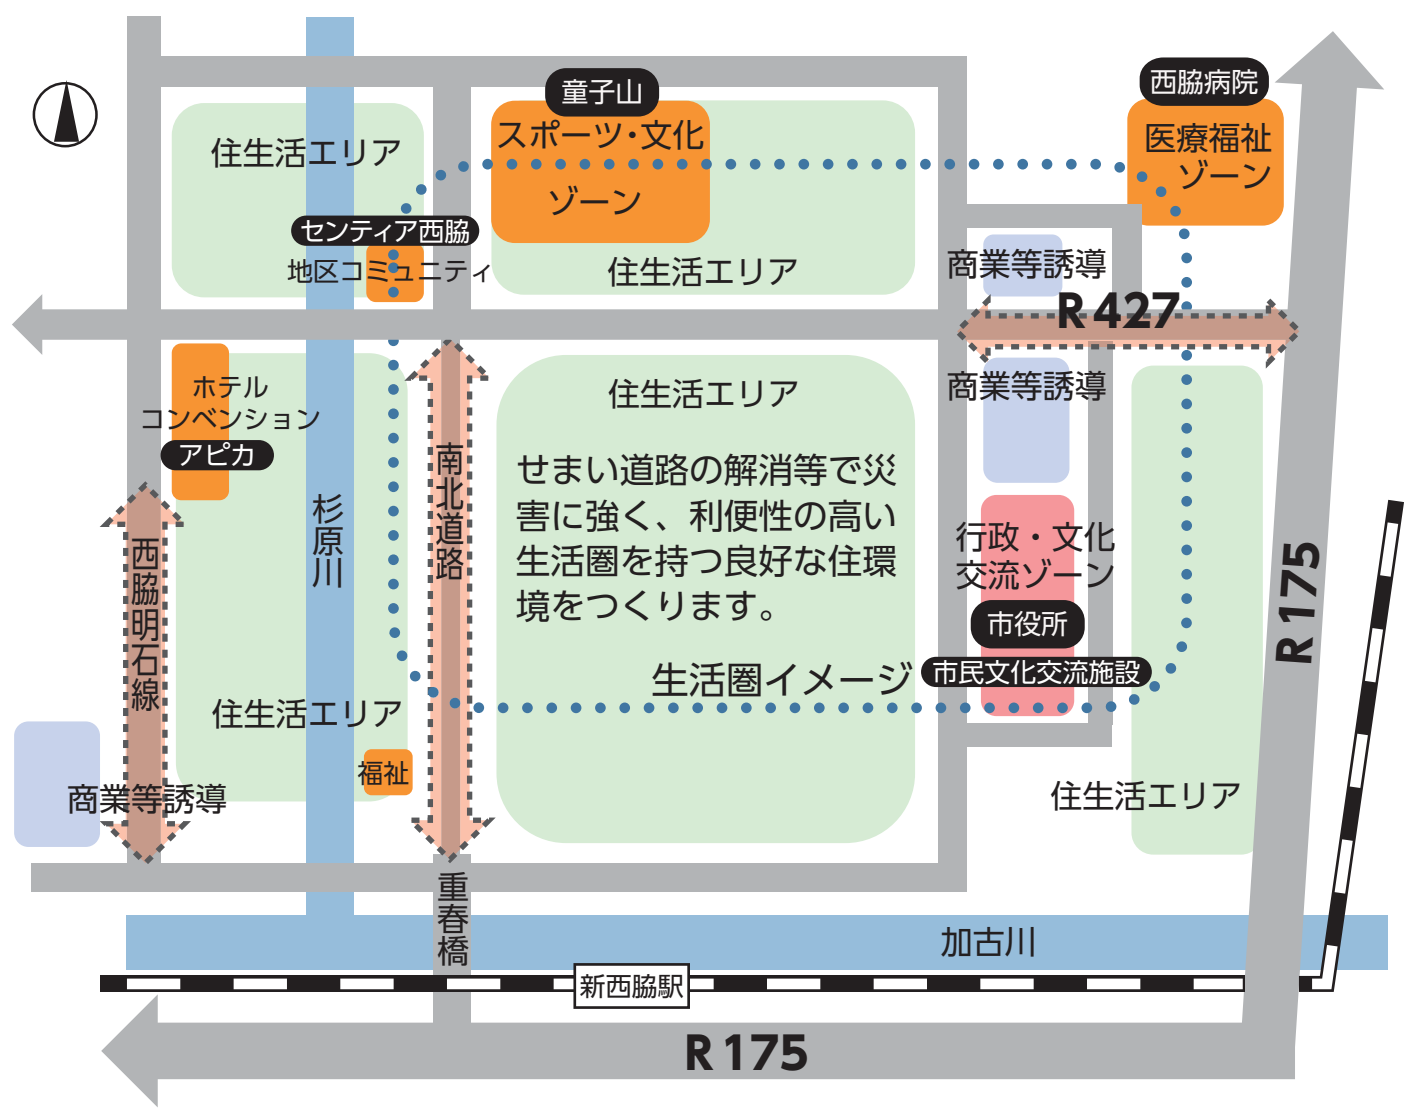 童子山
西脇病院
スポーツ・文化
ゾーン
医療福祉
ゾーン
住生活エリア
センティア西脇
地区コミュニティ
住生活エリア
商業等誘導
R 427
ホテル
コンベンション
アピカ
住生活エリア
商業等誘導
南北道路
せまい道路の解消等で災
害に強く、利便性の高い
生活圏を持つ良好な住環
境をつくります。
杉原川
西脇明石線
行政・文化
交流ゾーン
市役所
市民文化交流施設
R 175
生活圏イメージ
住生活エリア
福祉
商業等誘導
住生活エリア
重春橋
加古川
新西脇駅
R 175